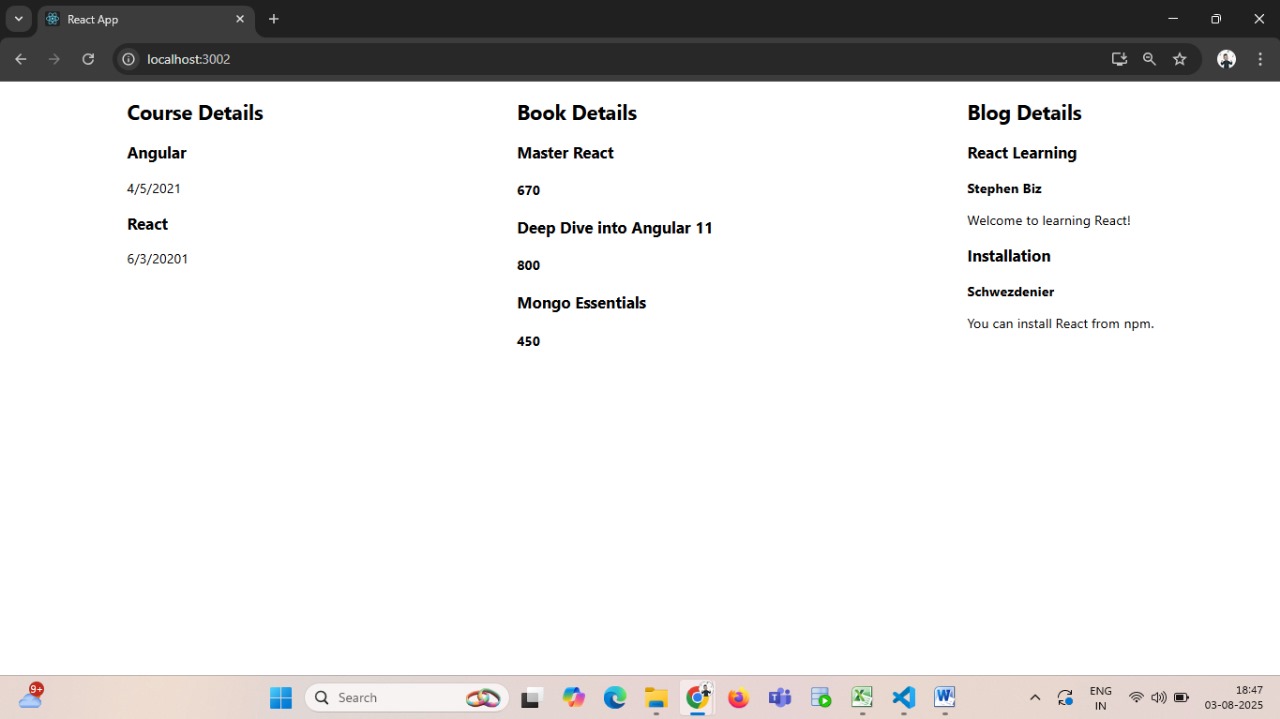 React App
localhost:3002
Course Details
Angular
4/5/2021
React
6/3/20201
Book Details
Master React
670
Deep Dive into Angular 11
800
Mongo Essentials
450
Blog Details
React Learning
Stephen Biz
Welcome to learning React!
Installation
Schwezdenier
You can install React from npm.
9+
Search
ENG
IN
18:47
03-08-2025